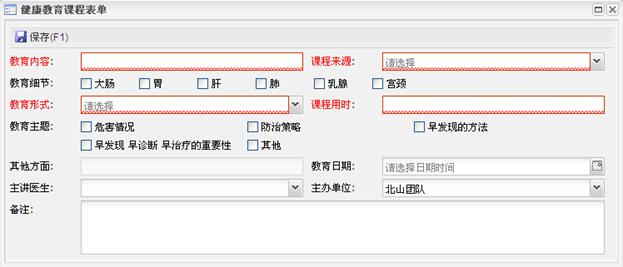 健康教育课程表单
保存(F1)
教育内容: 课程来源: 请选择
教育细节: 大肠 胃 肝 肺 乳腺 宫颈
教育形式: 请选择 课程用时:
教育主题: 危害情况 防治策略 早发现的方法
早发现 早诊断 早治疗的重要性 其他
其他方面: 教育日期: 请选择日期时间
主讲医生: 主办单位: 北山团队
备注: